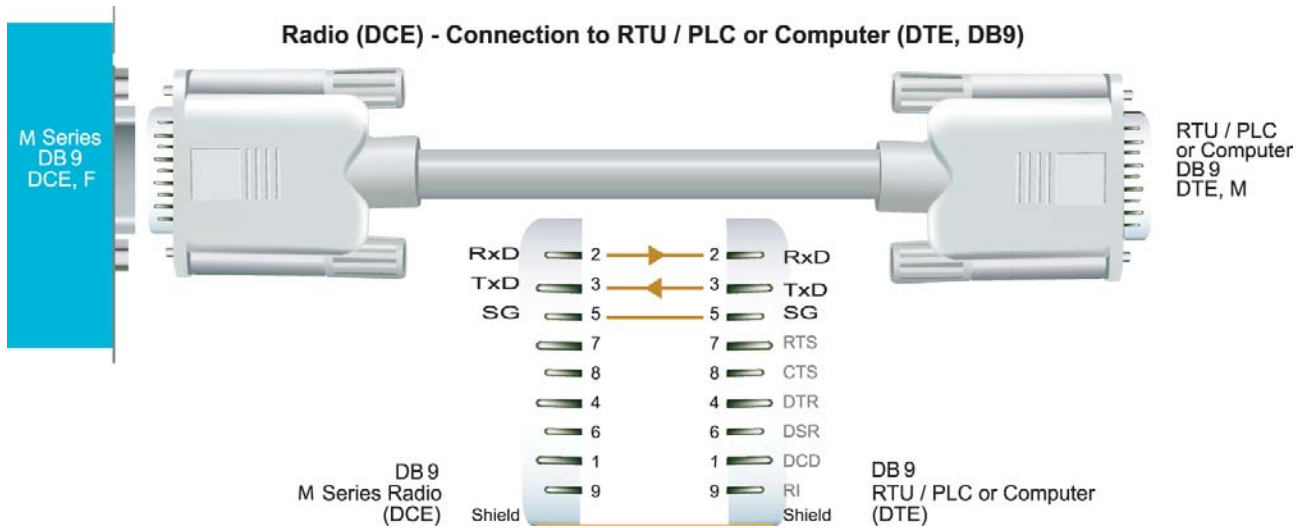 Radio (DCE) - Connection to RTU / PLC or Computer (DTE, DB9)
M Series
DB 9
DCE, F
RTU / PLC
or Computer
DB 9
DTE, M
RxD 2 2 RxD
TxD 3 3 TxD
SG 5 5 SG
7 7 RTS
8 8 CTS
4 4 DTR
6 6 DSR
1 1 DCD
9 9 RI
Shield Shield
DB 9
M Series Radio
(DCE)
DB 9
RTU / PLC or Computer
(DTE)